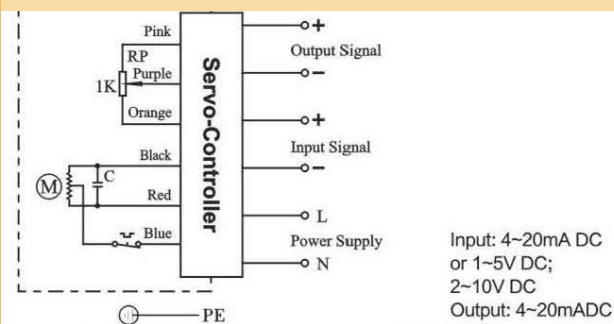 Pink
RP
Purple
1K
Orange
Black
C
M
Red
Blue
Servo-Controller
+
Output Signal
−
+
Input Signal
−
L
Power Supply
N
PE
Input: 4~20mA DC
or 1~5V DC;
2~10V DC
Output: 4~20mADC